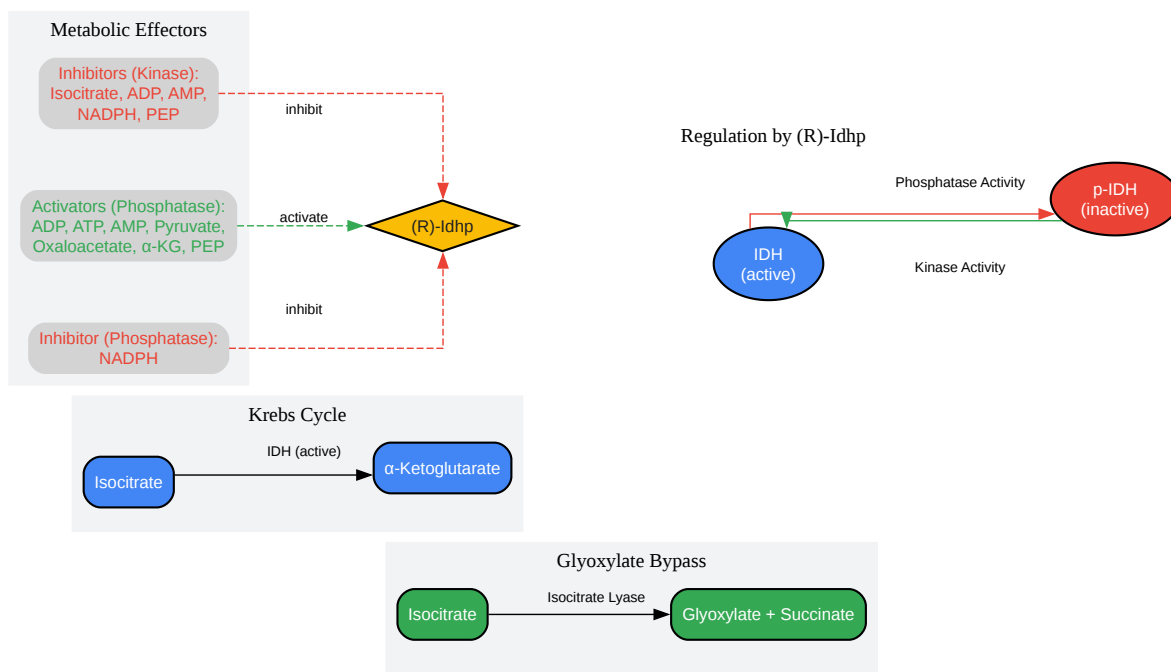 Metabolic Effectors
Inhibitors (Kinase):
Isocitrate, ADP, AMP,
NADPH, PEP
inhibit
Activators (Phosphatase):
ADP, ATP, AMP, Pyruvate,
Oxaloacetate, α-KG, PEP
activate
(R)-Idhp
inhibit
Inhibitor (Phosphatase):
NADPH
Regulation by (R)-Idhp
Phosphatase Activity
p-IDH
(inactive)
IDH
(active)
Kinase Activity
Krebs Cycle
IDH (active)
Isocitrate
α-Ketoglutarate
Glyoxylate Bypass
Isocitrate Lyase
Isocitrate
Glyoxylate + Succinate